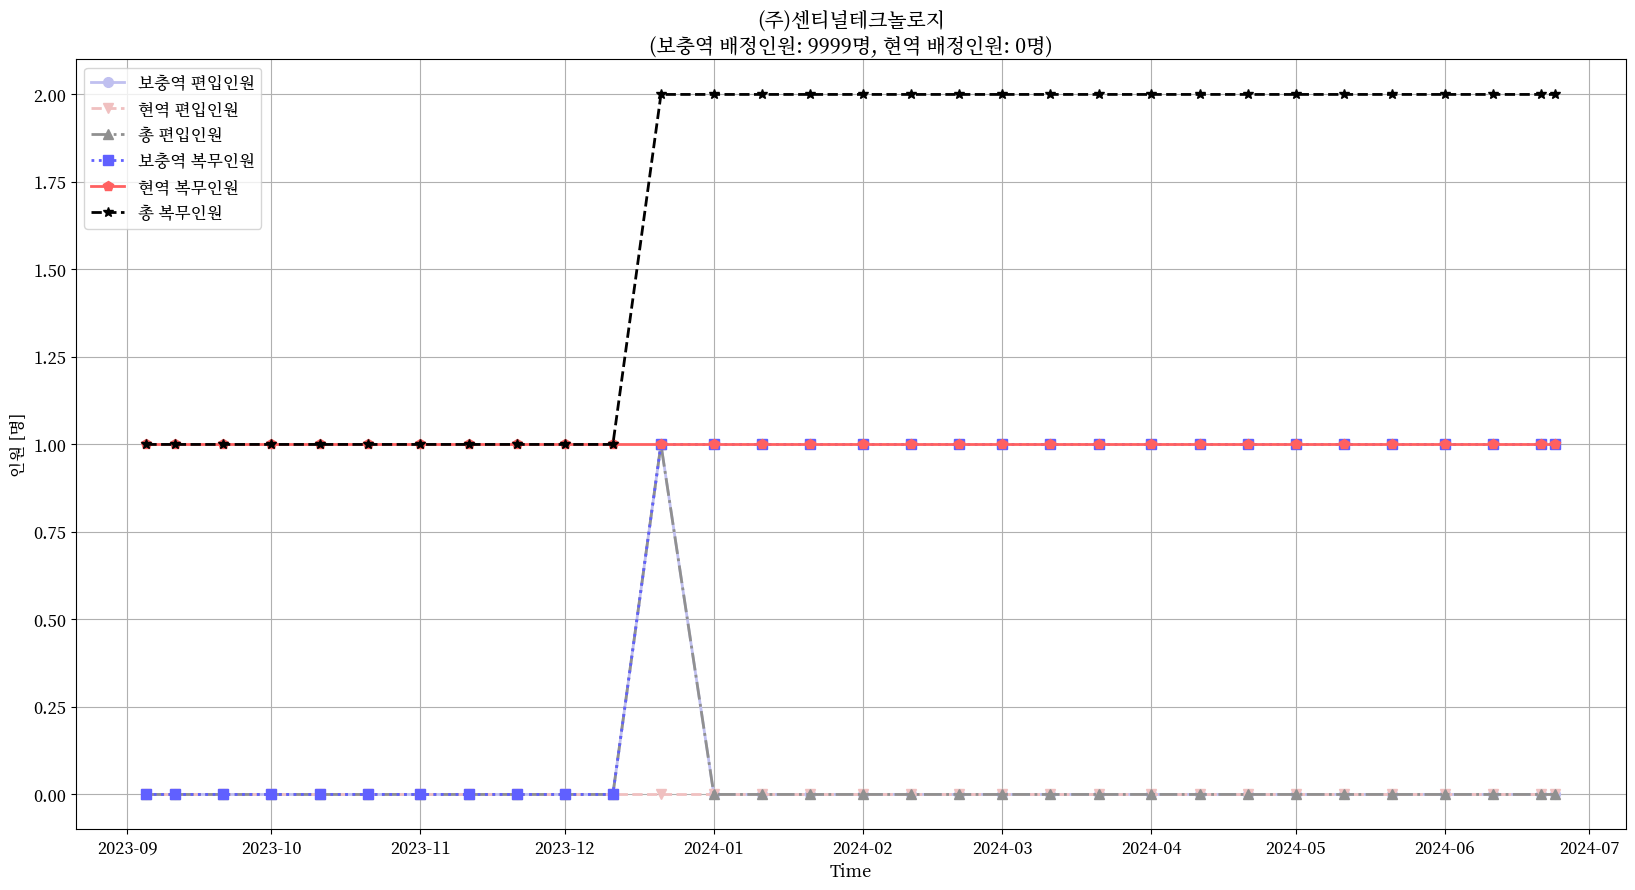 (주)센티널테크놀로지
(보충역 배정인원: 9999명, 현역 배정인원: 0명)
보충역 편입인원
현역 편입인원
총 편입인원
보충역 복무인원
현역 복무인원
총 복무인원
2.00
1.75
1.50
1.25
1.00
0.75
0.50
0.25
0.00
인원 [명]
2023-09 2023-10 2023-11 2023-12 2024-01 2024-02 2024-03 2024-04 2024-05 2024-06 2024-07
Time